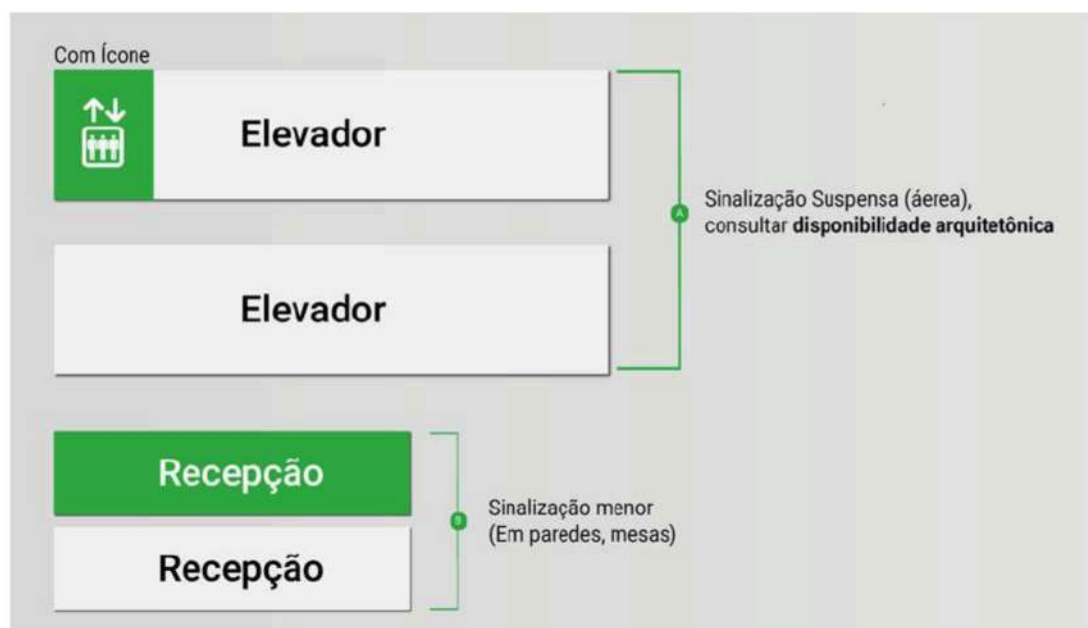 Com Ícone
Elevador
A
Sinalização Suspensa (áerea),
consultar disponibilidade arquitetônica
Elevador
Recepção
B
Sinalização menor
(Em paredes, mesas)
Recepção